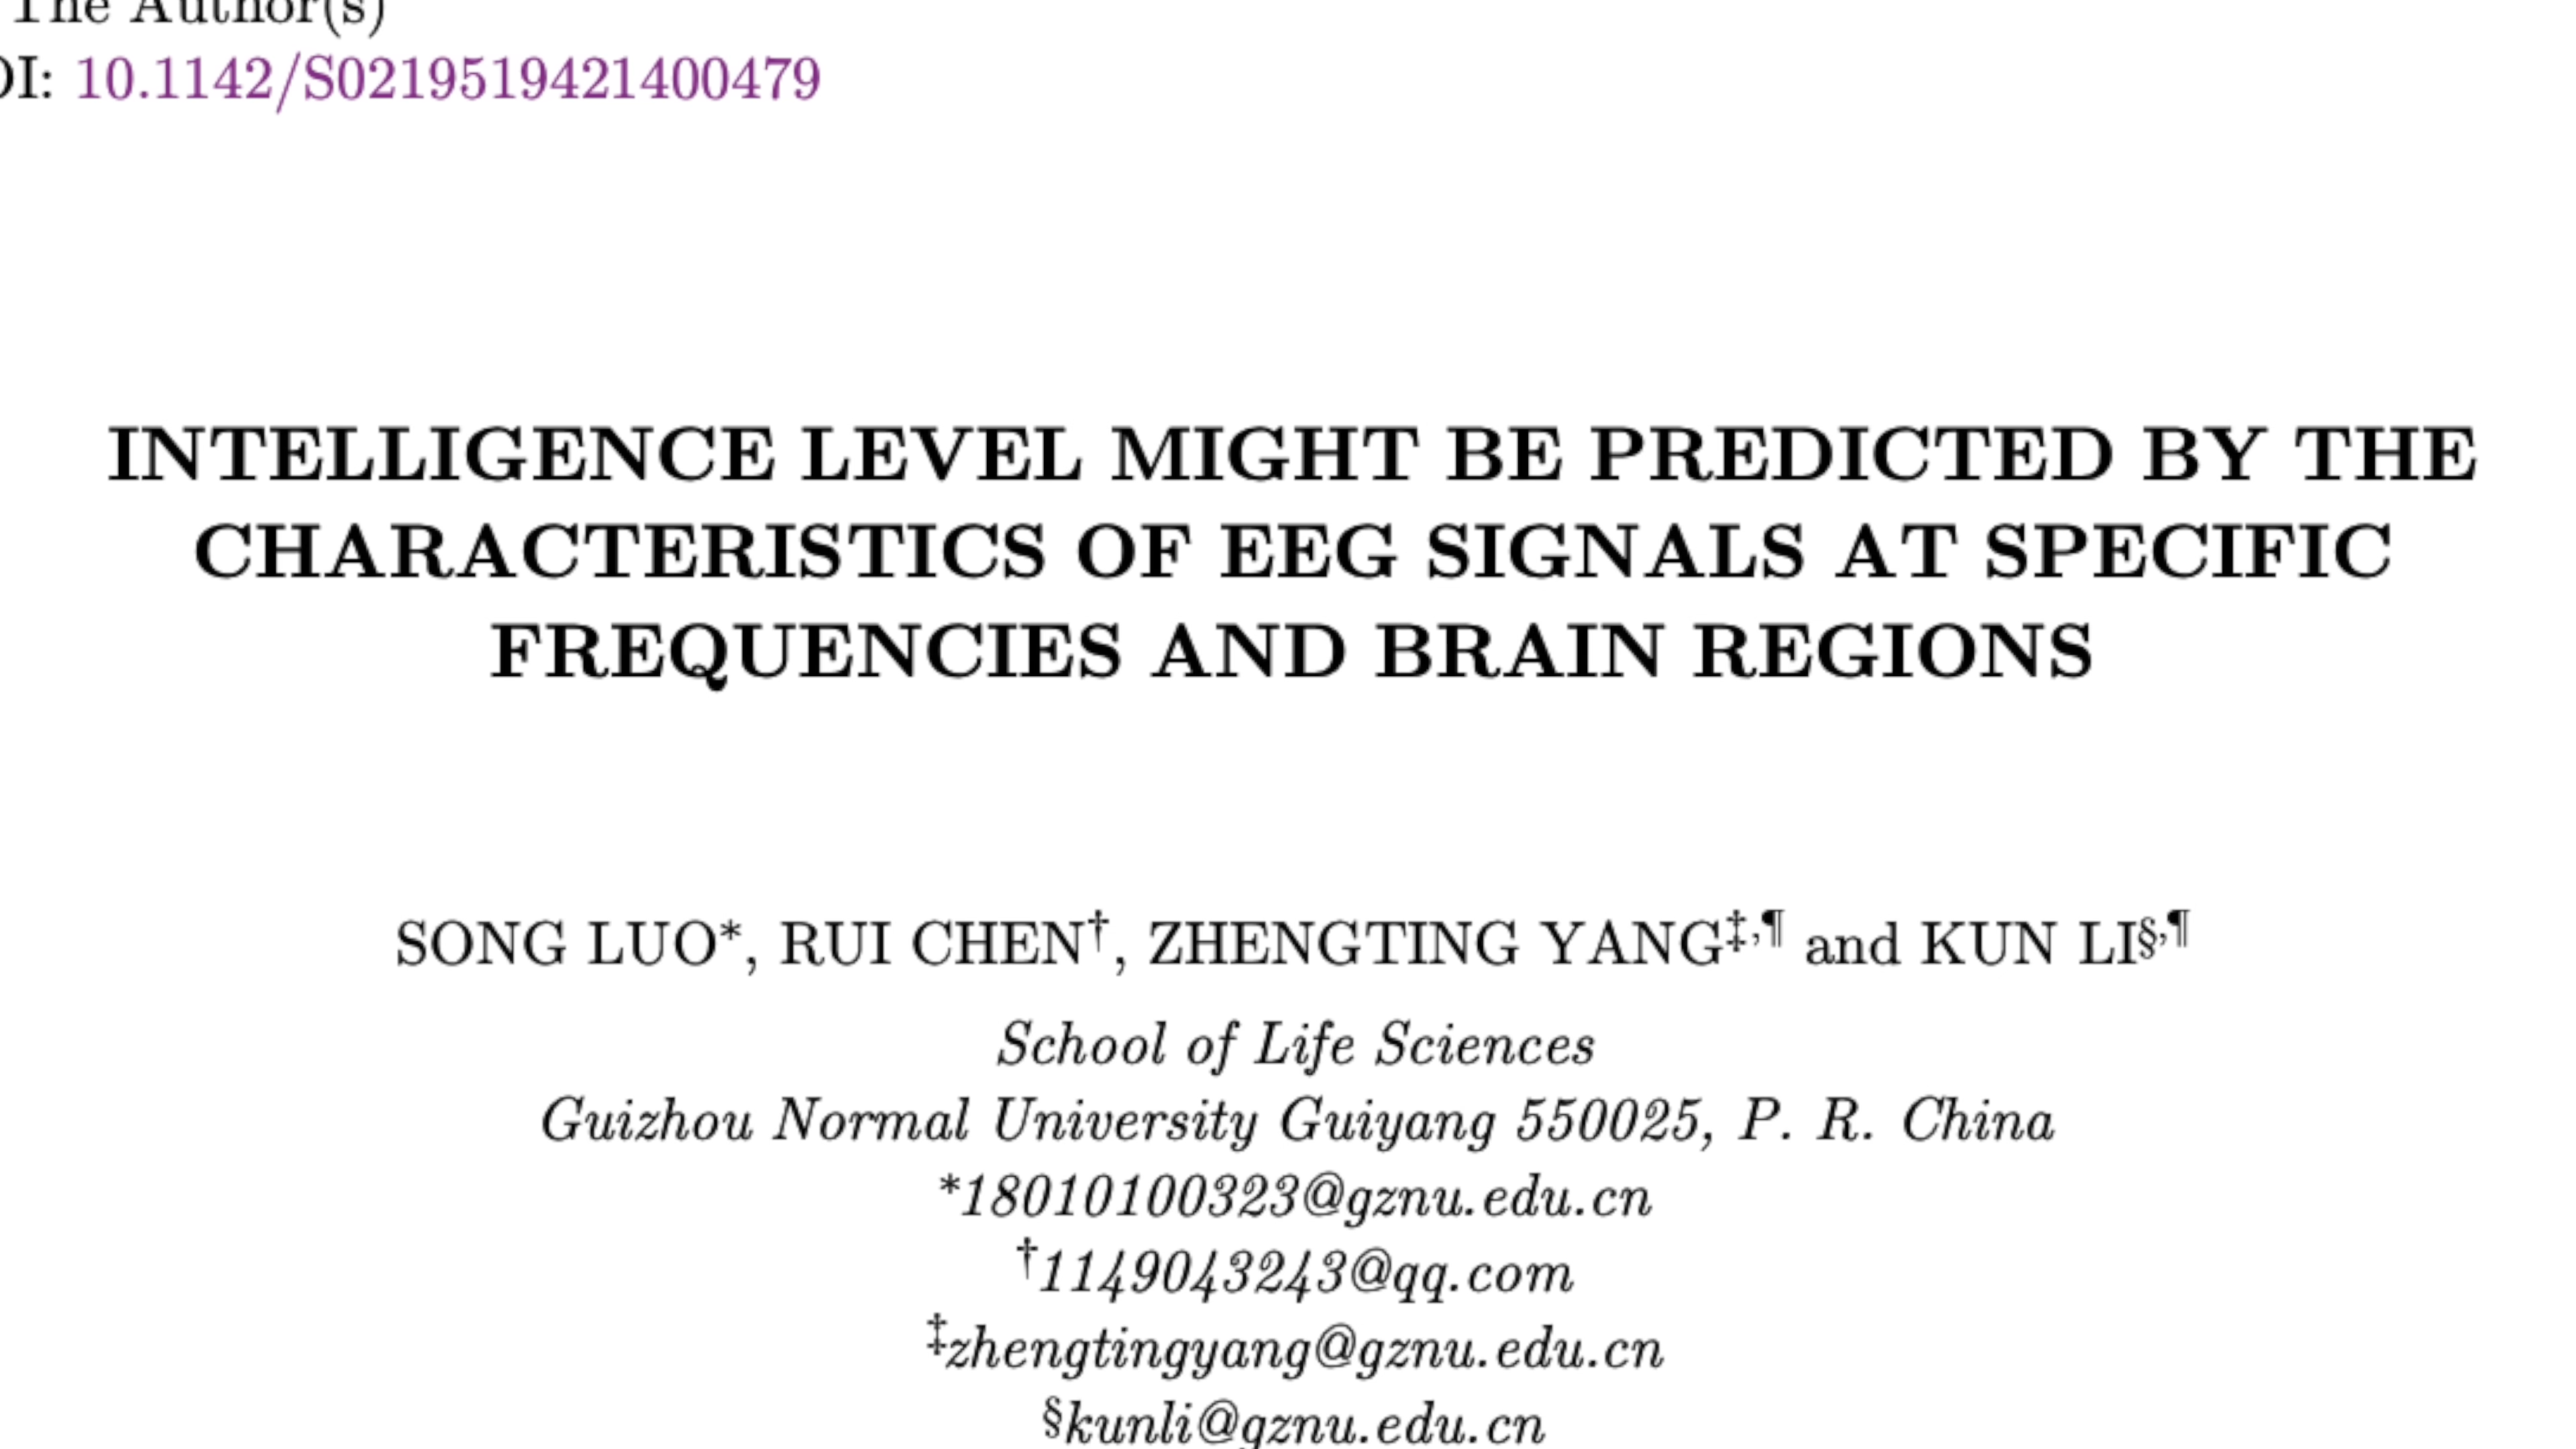 The Author(s)
DOI: 10.1142/S0219519421400479
INTELLIGENCE LEVEL MIGHT BE PREDICTED BY THE
CHARACTERISTICS OF EEG SIGNALS AT SPECIFIC
FREQUENCIES AND BRAIN REGIONS
SONG LUO*, RUI CHEN†, ZHENGTING YANG‡,¶ and KUN LI§,¶
School of Life Sciences
Guizhou Normal University Guiyang 550025, P. R. China
*18010100323@gznu.edu.cn
†1149043243@qq.com
‡zhengtingyang@gznu.edu.cn
§kunli@gznu.edu.cn